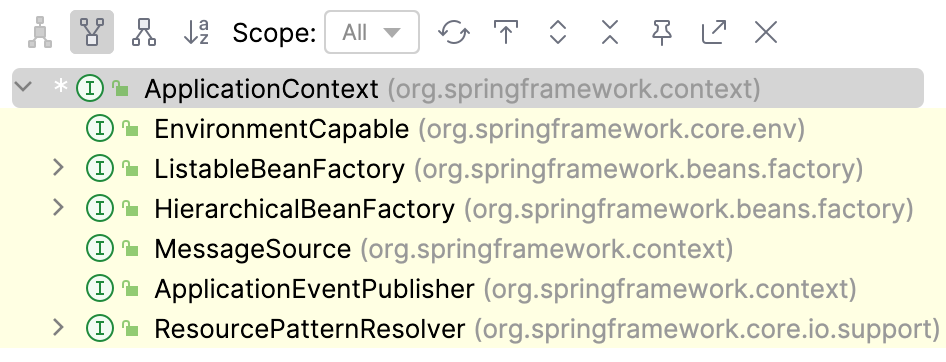 Scope: All
* ApplicationContext (org.springframework.context)
EnvironmentCapable (org.springframework.core.env)
ListableBeanFactory (org.springframework.beans.factory)
HierarchicalBeanFactory (org.springframework.beans.factory)
MessageSource (org.springframework.context)
ApplicationEventPublisher (org.springframework.context)
ResourcePatternResolver (org.springframework.core.io.support)